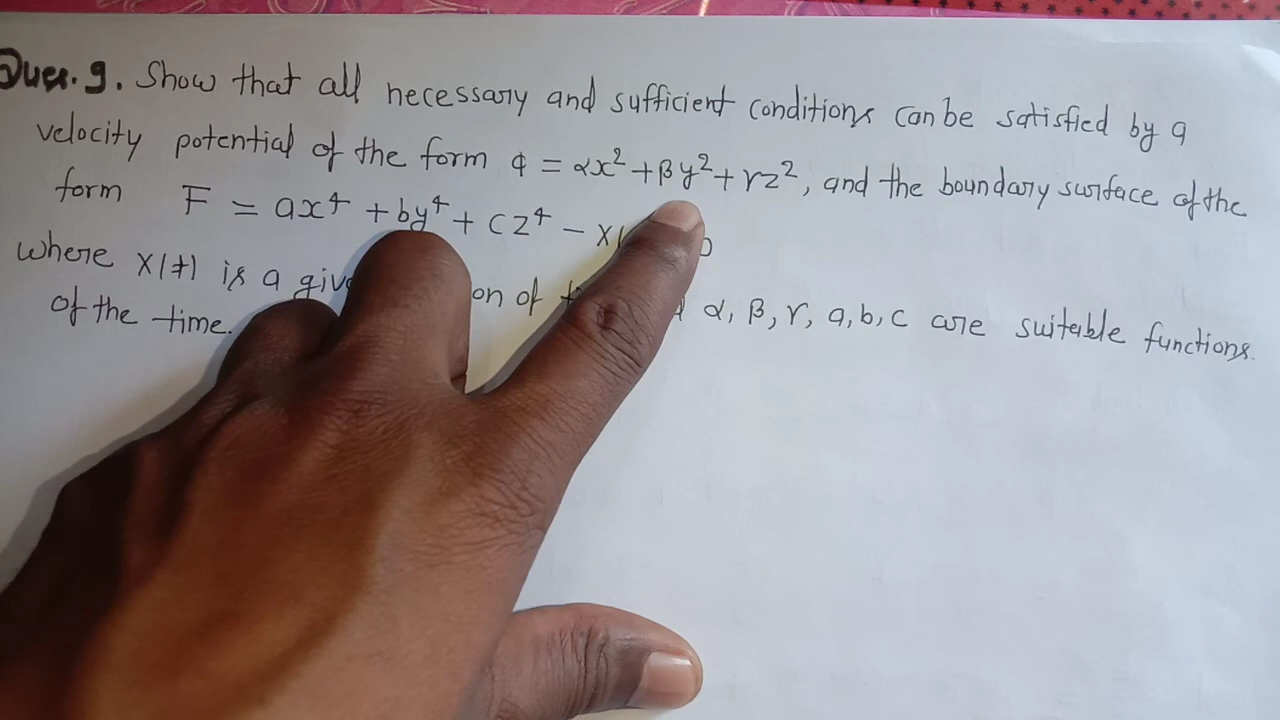 Ques.9. Show that all necessary and sufficient conditions can be satisfied by a
velocity potential of the form φ = αx² + βy² + γz², and the boundary surface of the
form F = ax⁴ + by⁴ + cz⁴ - X
where X(t) is a of α, β, γ, a, b, c are suitable functions.
of the time.